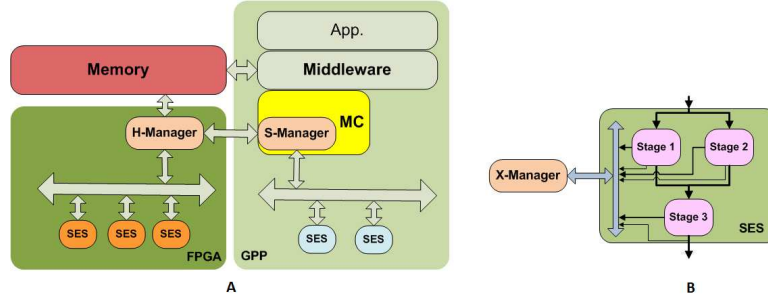 App.
Memory
Middleware
MC
H-Manager
S-Manager
SES
SES
SES
SES
SES
FPGA
GPP
A
Stage 1
Stage 2
X-Manager
Stage 3
SES
B